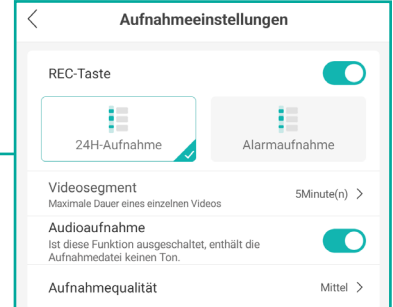 Aufnahmeeinstellungen
REC-Taste
24H-Aufnahme
Alarmaufnahme
Videosegment
5Minute(n)
Maximale Dauer eines einzelnen Videos
Audioaufnahme
Ist diese Funktion ausgeschaltet, enthält die
Aufnahmedatei keinen Ton.
Aufnahmequalität
Mittel